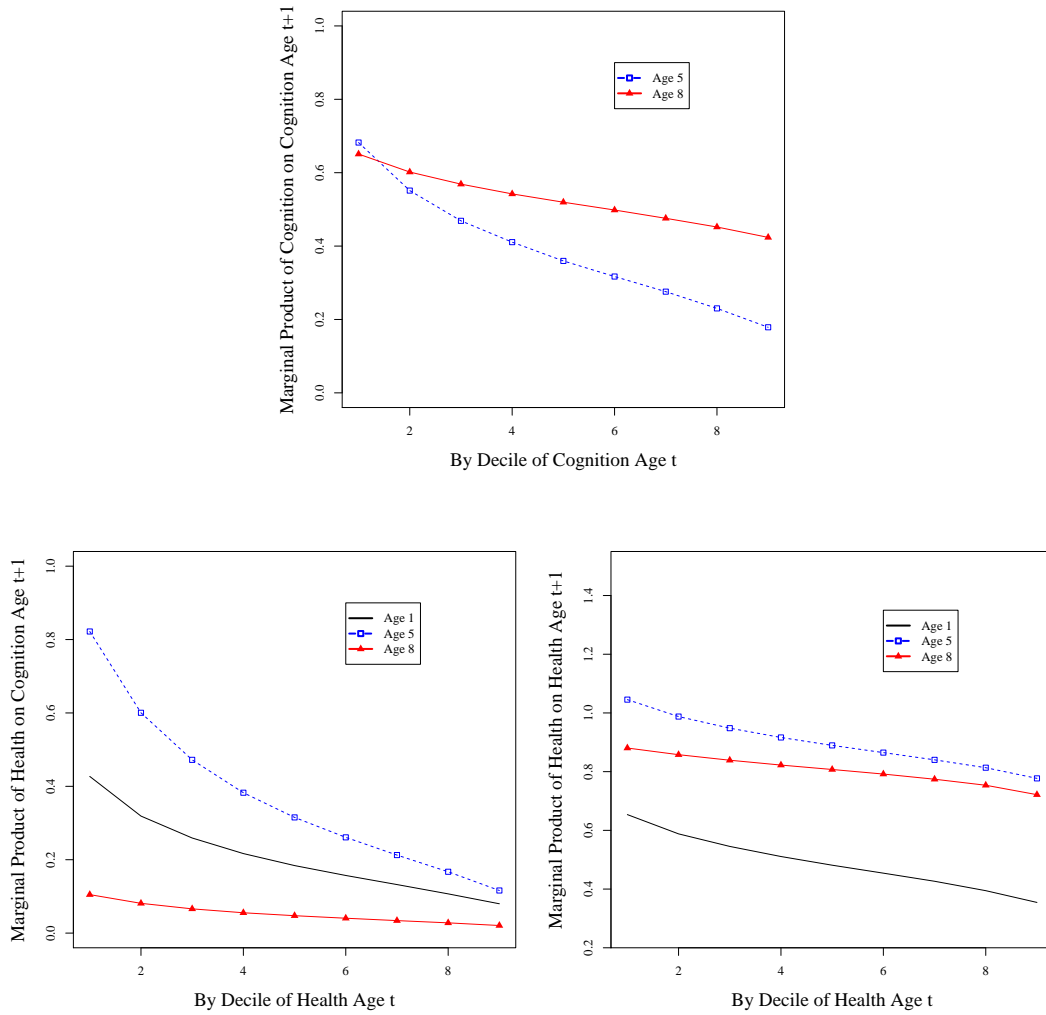 Marginal Product of Cognition on Cognition Age t+1
1.0
0.8
0.6
0.4
0.2
0.0
Age 5
Age 8
2 4 6 8
By Decile of Cognition Age t
Marginal Product of Health on Cognition Age t+1
1.0
0.8
0.6
0.4
0.2
0.0
Age 1
Age 5
Age 8
2 4 6 8
By Decile of Health Age t
Marginal Product of Health on Health Age t+1
1.4
1.2
1.0
0.8
0.6
0.4
0.2
Age 1
Age 5
Age 8
2 4 6 8
By Decile of Health Age t